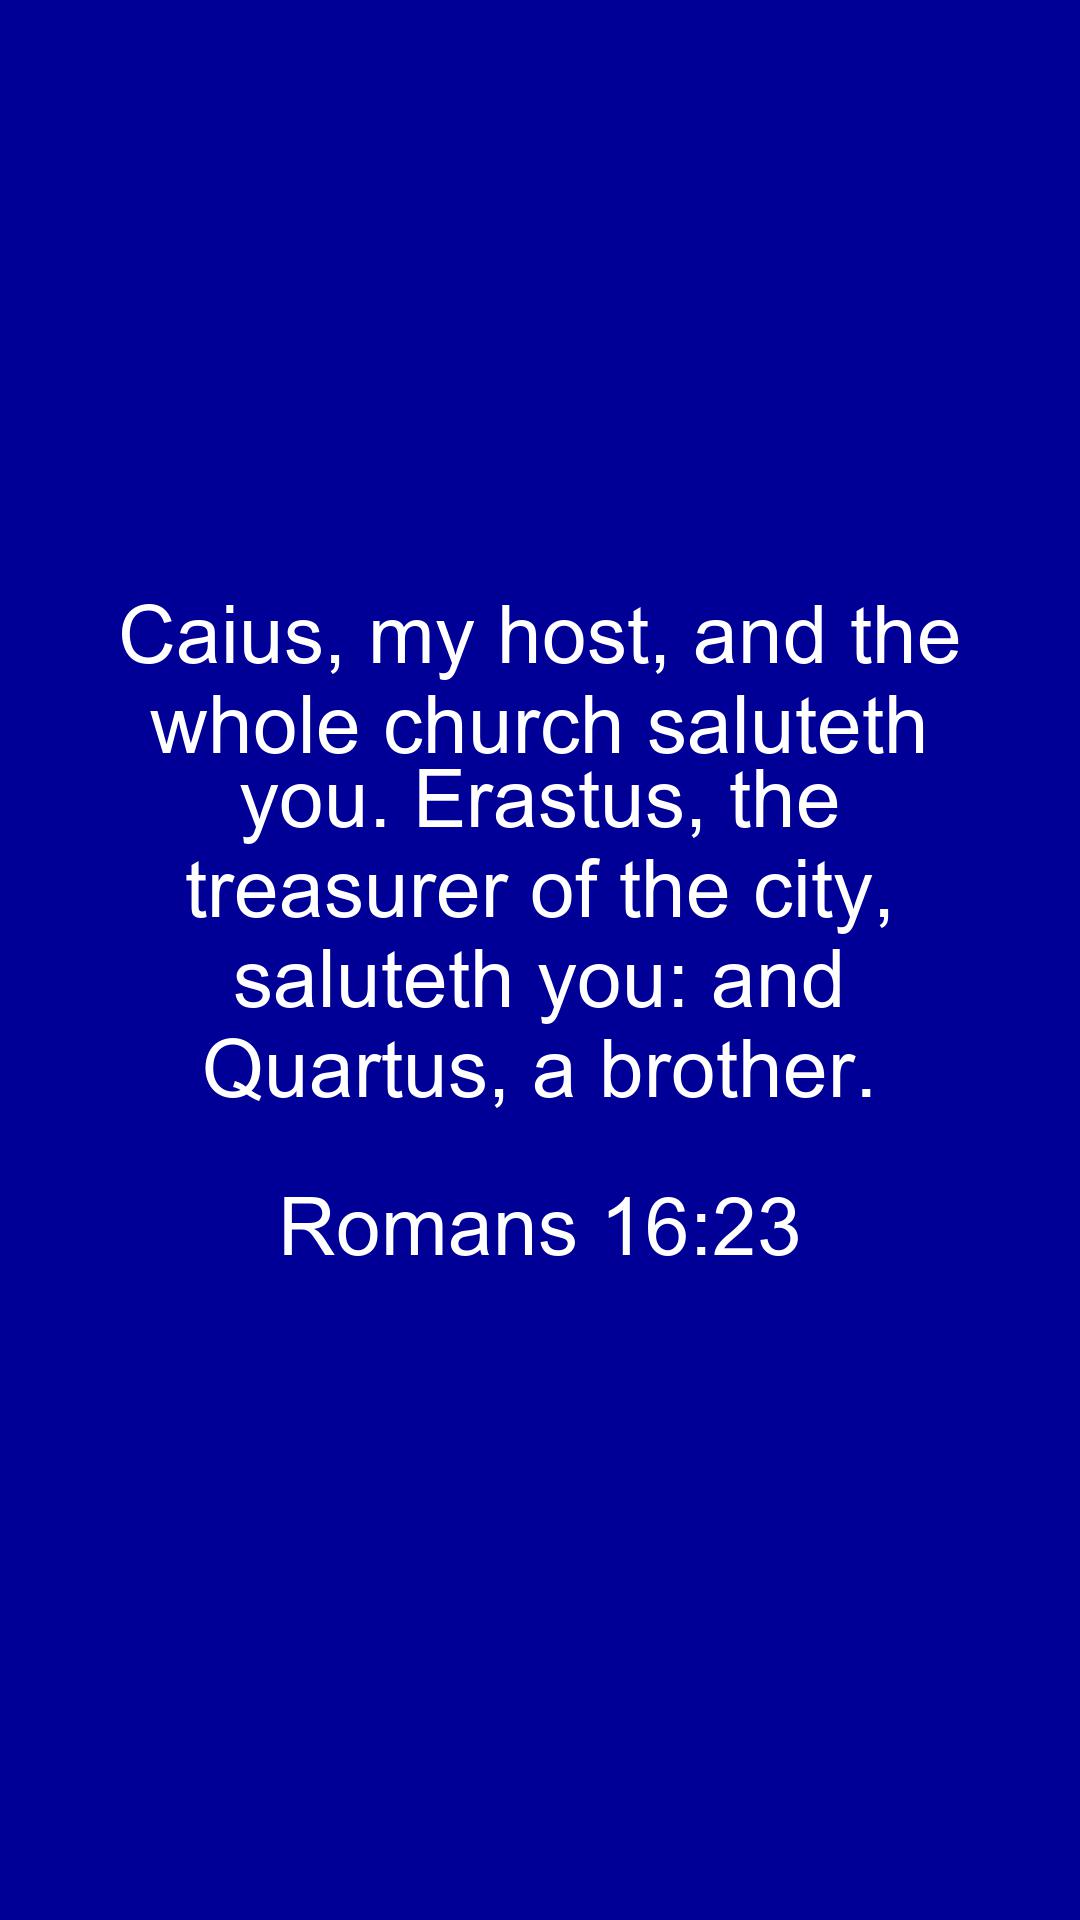 Caius, my host, and the
whole church saluteth
you. Erastus, the
treasurer of the city,
saluteth you: and
Quartus, a brother.
Romans 16:23